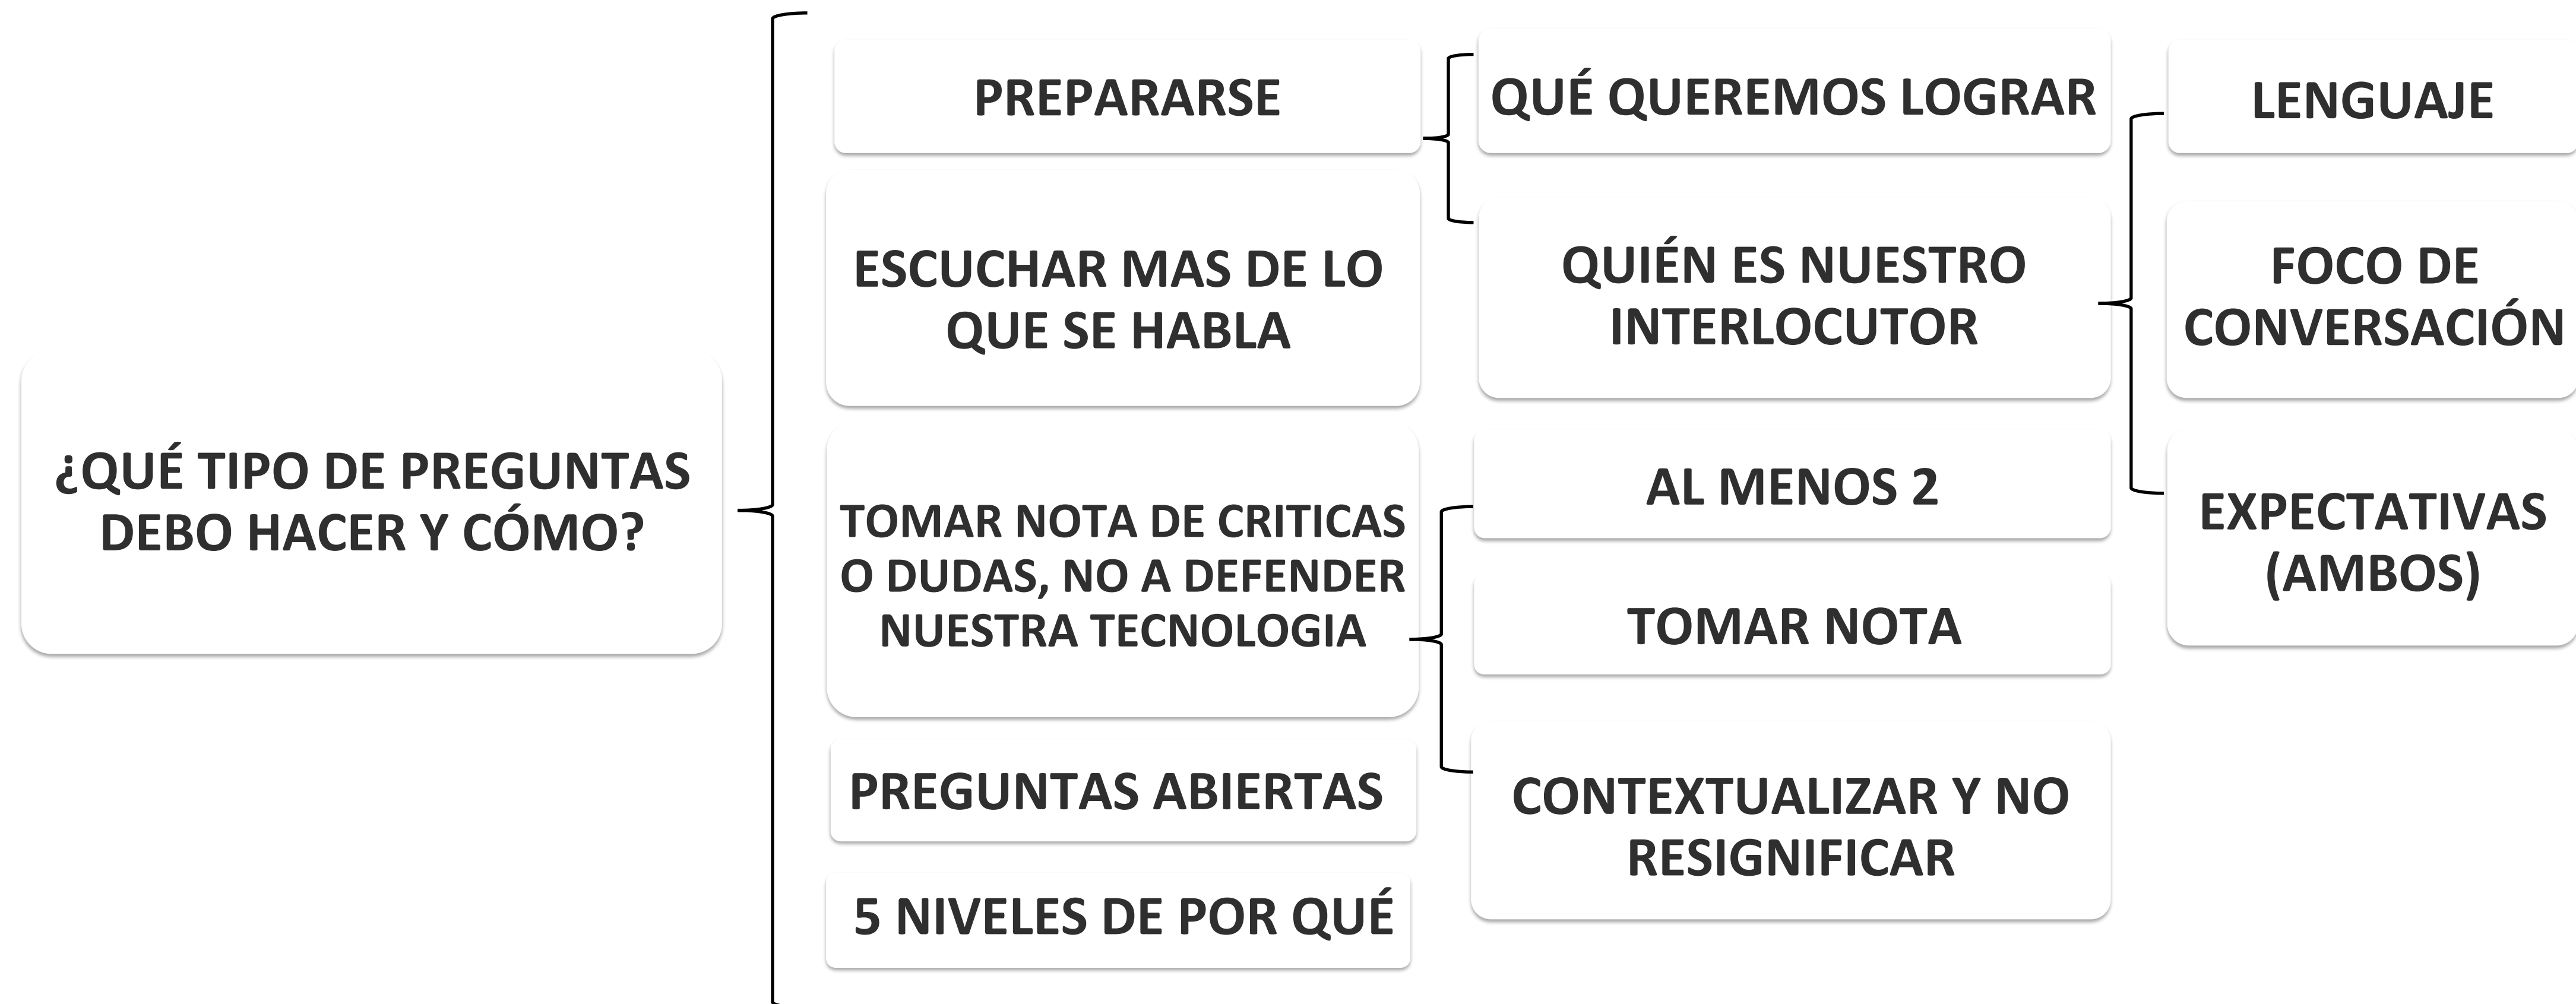 ¿QUÉ TIPO DE PREGUNTAS
DEBO HACER Y CÓMO?
PREPARARSE
ESCUCHAR MAS DE LO
QUE SE HABLA
TOMAR NOTA DE CRITICAS
O DUDAS, NO A DEFENDER
NUESTRA TECNOLOGIA
PREGUNTAS ABIERTAS
5 NIVELES DE POR QUÉ
QUÉ QUEREMOS LOGRAR
QUIÉN ES NUESTRO
INTERLOCUTOR
AL MENOS 2
TOMAR NOTA
CONTEXTUALIZAR Y NO
RESIGNIFICAR
LENGUAJE
FOCO DE
CONVERSACIÓN
EXPECTATIVAS
(AMBOS)